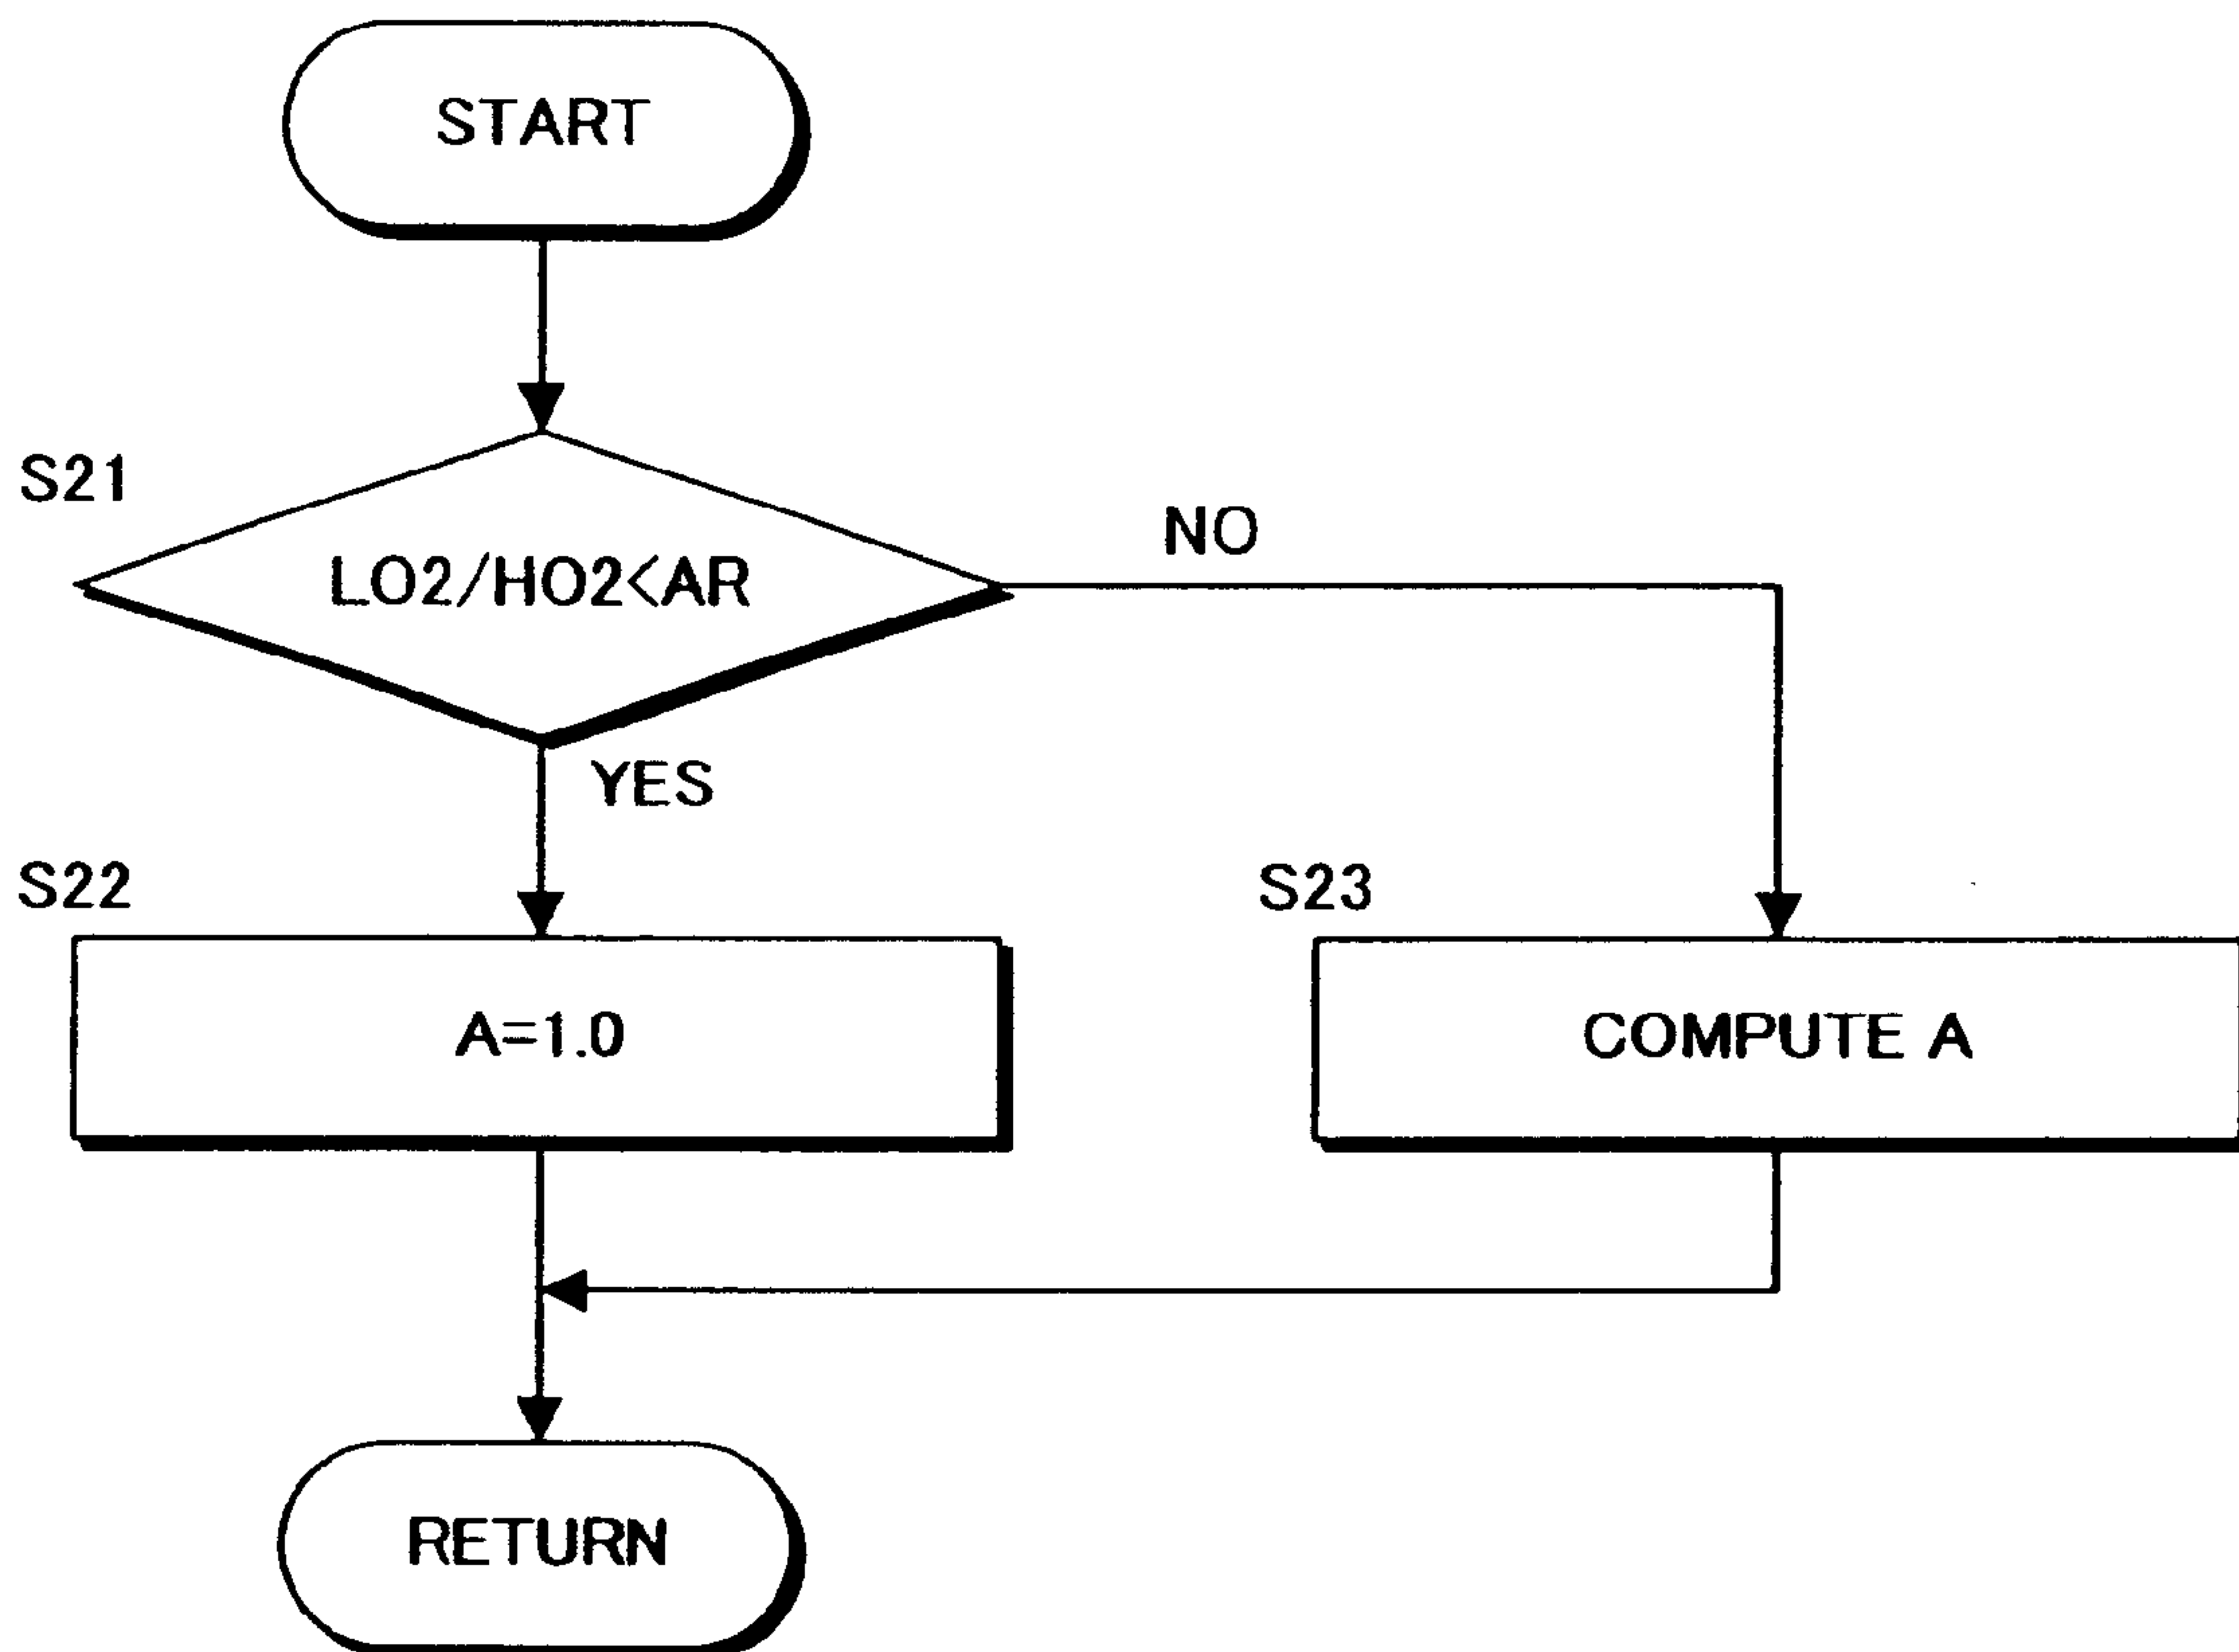 START
S21
LO2/HO2<AR
NO
YES
S22
A=1.0
S23
COMPUTE A
RETURN